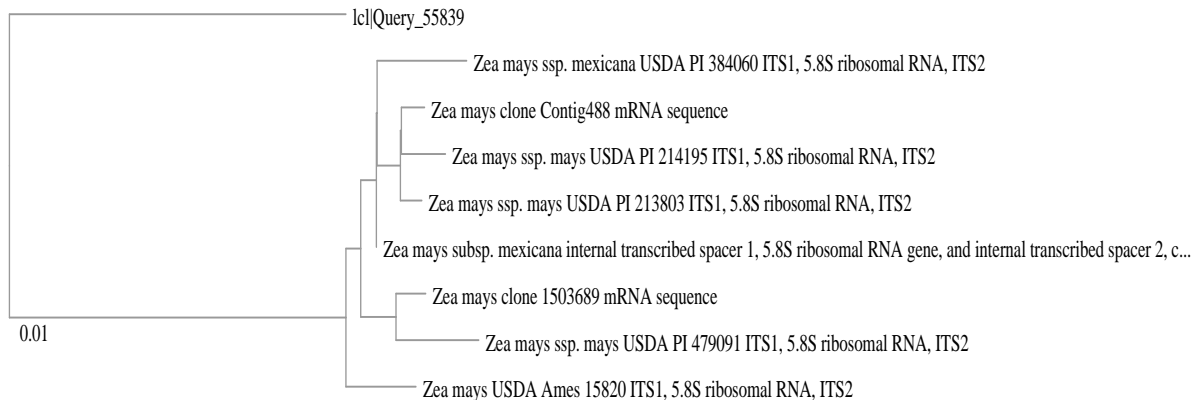 lcl|Query_55839
Zea mays ssp. mexicana USDA PI 384060 ITS1, 5.8S ribosomal RNA, ITS2
Zea mays clone Contig488 mRNA sequence
Zea mays ssp. mays USDA PI 214195 ITS1, 5.8S ribosomal RNA, ITS2
Zea mays ssp. mays USDA PI 213803 ITS1, 5.8S ribosomal RNA, ITS2
Zea mays subsp. mexicana internal transcribed spacer 1, 5.8S ribosomal RNA gene, and internal transcribed spacer 2, c...
Zea mays clone 1503689 mRNA sequence
0.01
Zea mays ssp. mays USDA PI 479091 ITS1, 5.8S ribosomal RNA, ITS2
Zea mays USDA Ames 15820 ITS1, 5.8S ribosomal RNA, ITS2